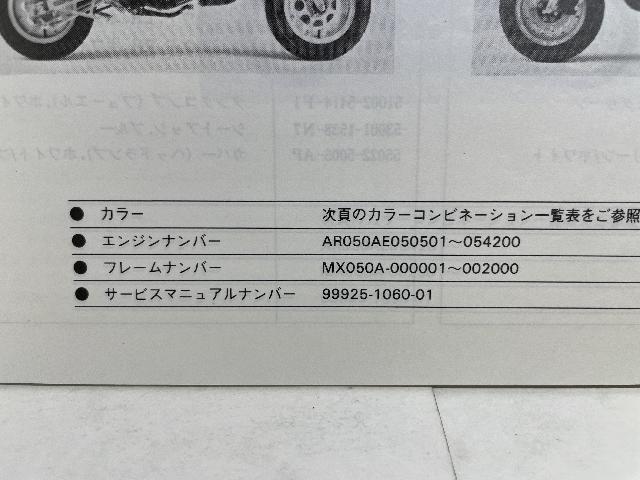 ● カラー 次頁のカラーコンビネーション一覧表をご参照
● エンジンナンバー AR050AE050501〜054200
● フレームナンバー MX050A-000001〜002000
● サービスマニュアルナンバー 99925-1060-01